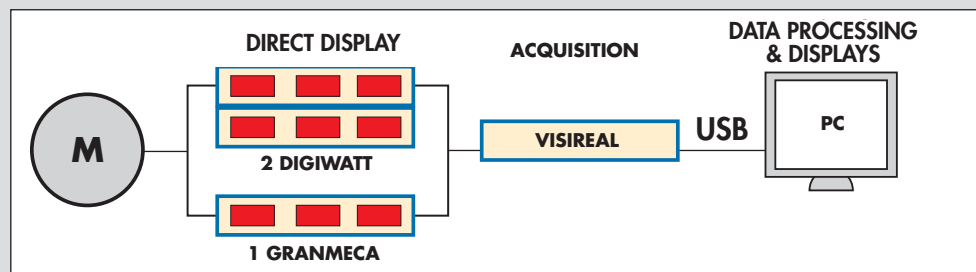 DIRECT DISPLAY
ACQUISITION
DATA PROCESSING
& DISPLAYS
M
2 DIGIWATT
VISIREAL
USB
PC
1 GRANMECA